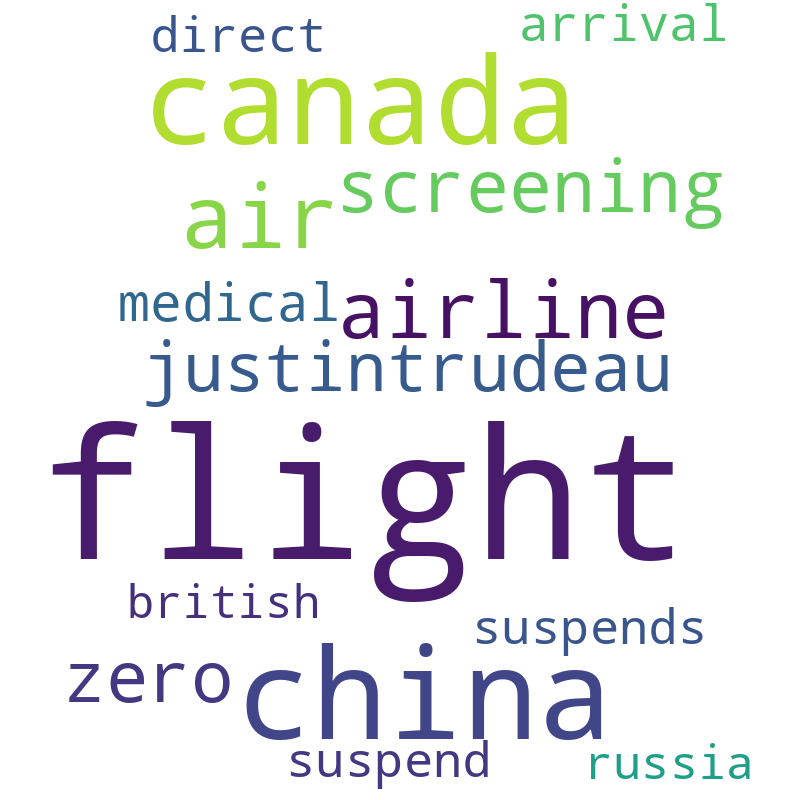 direct arrival
canada
air screening
medical airline
justintrudeau
flight
british suspends
zero china
suspend russia